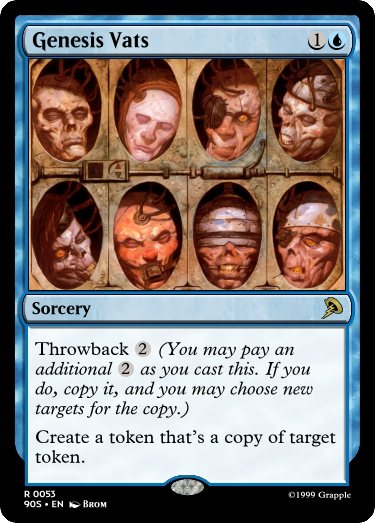 Genesis Vats 1
Sorcery
Throwback 2 (You may pay an
additional 2 as you cast this. If you
do, copy it, and you may choose new
targets for the copy.)
Create a token that's a copy of target
token.
R 0053
90S • EN BROM
©1999 Grapple